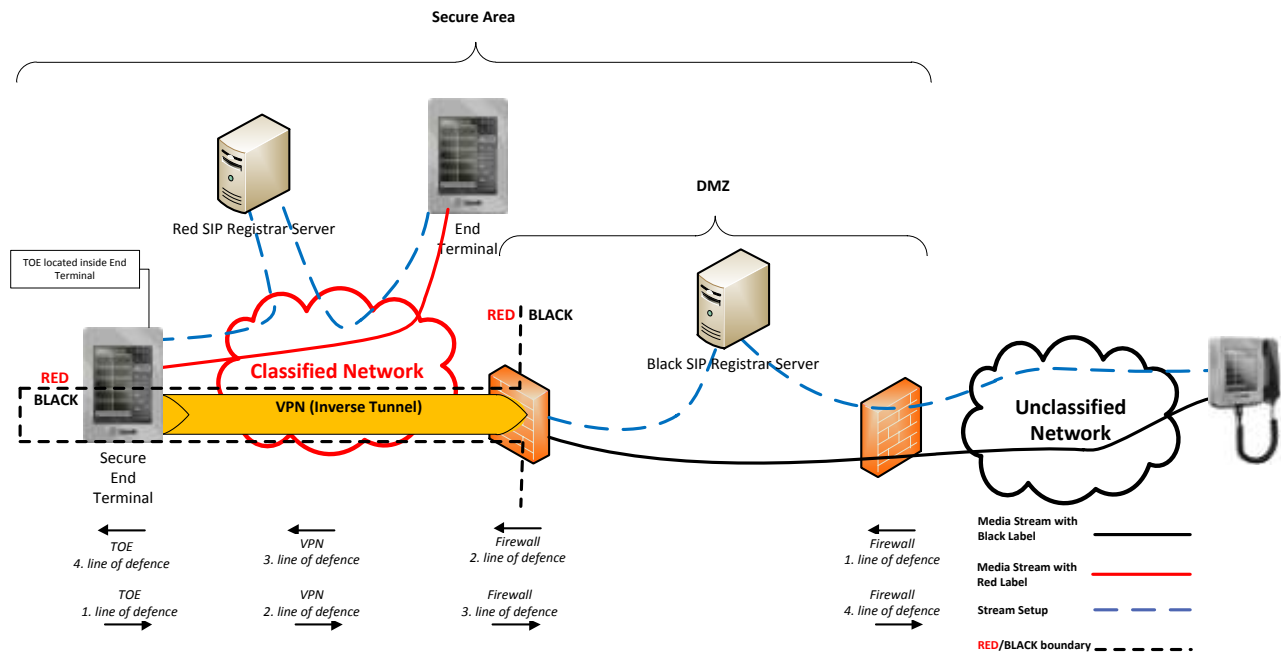 Secure Area
DMZ
Red SIP Registrar Server
End
Terminal
TOE located inside End
Terminal
RED
BLACK
Black SIP Registrar Server
Classified Network
RED
BLACK
VPN (Inverse Tunnel)
Unclassified
Network
Secure
End
Terminal
TOE
4. line of defence
VPN
3. line of defence
Firewall
2. line of defence
Firewall
1. line of defence
TOE
1. line of defence
VPN
2. line of defence
Firewall
3. line of defence
Firewall
4. line of defence
Media Stream with
Black Label
Media Stream with
Red Label
Stream Setup
RED/BLACK boundary